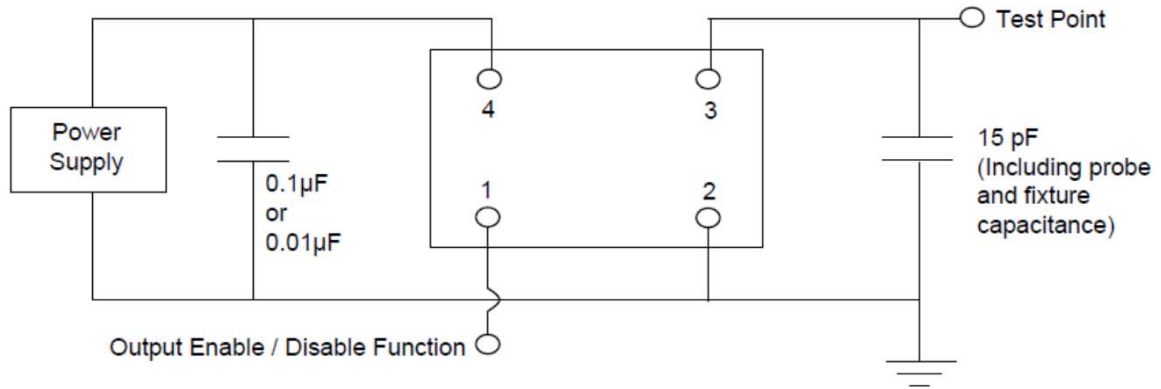 Test Point
4
3
Power
Supply
15 pF
(Including probe
and fixture
capacitance)
0.1µF
or
0.01µF
1
2
Output Enable / Disable Function